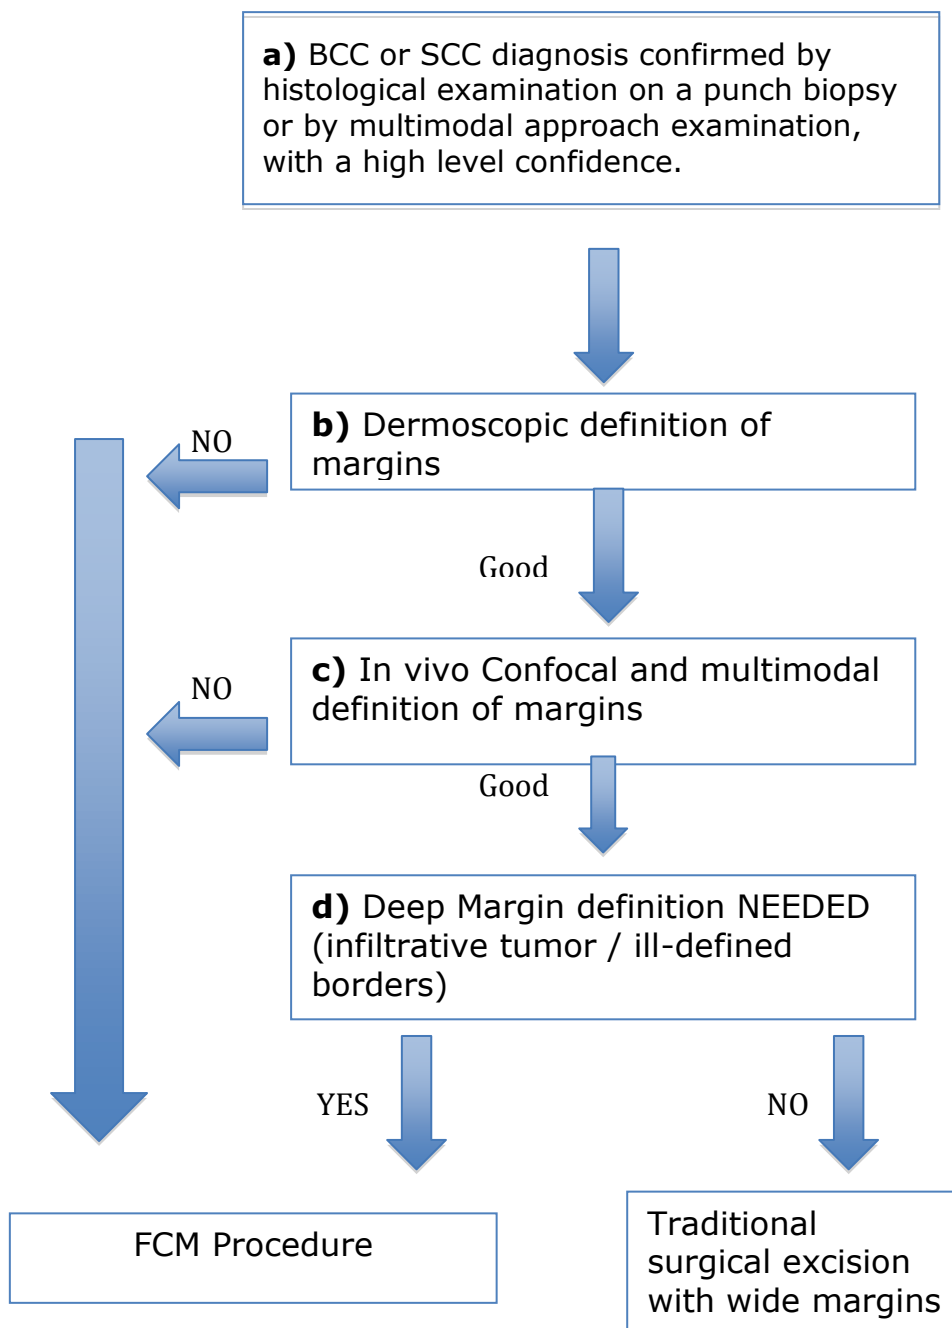 a) BCC or SCC diagnosis confirmed by
histological examination on a punch biopsy
or by multimodal approach examination,
with a high level confidence.
b) Dermoscopic definition of
margins
NO
Good
c) In vivo Confocal and multimodal
definition of margins
NO
Good
d) Deep Margin definition NEEDED
(infiltrative tumor / ill-defined
borders)
YES
NO
FCM Procedure
Traditional
surgical excision
with wide margins